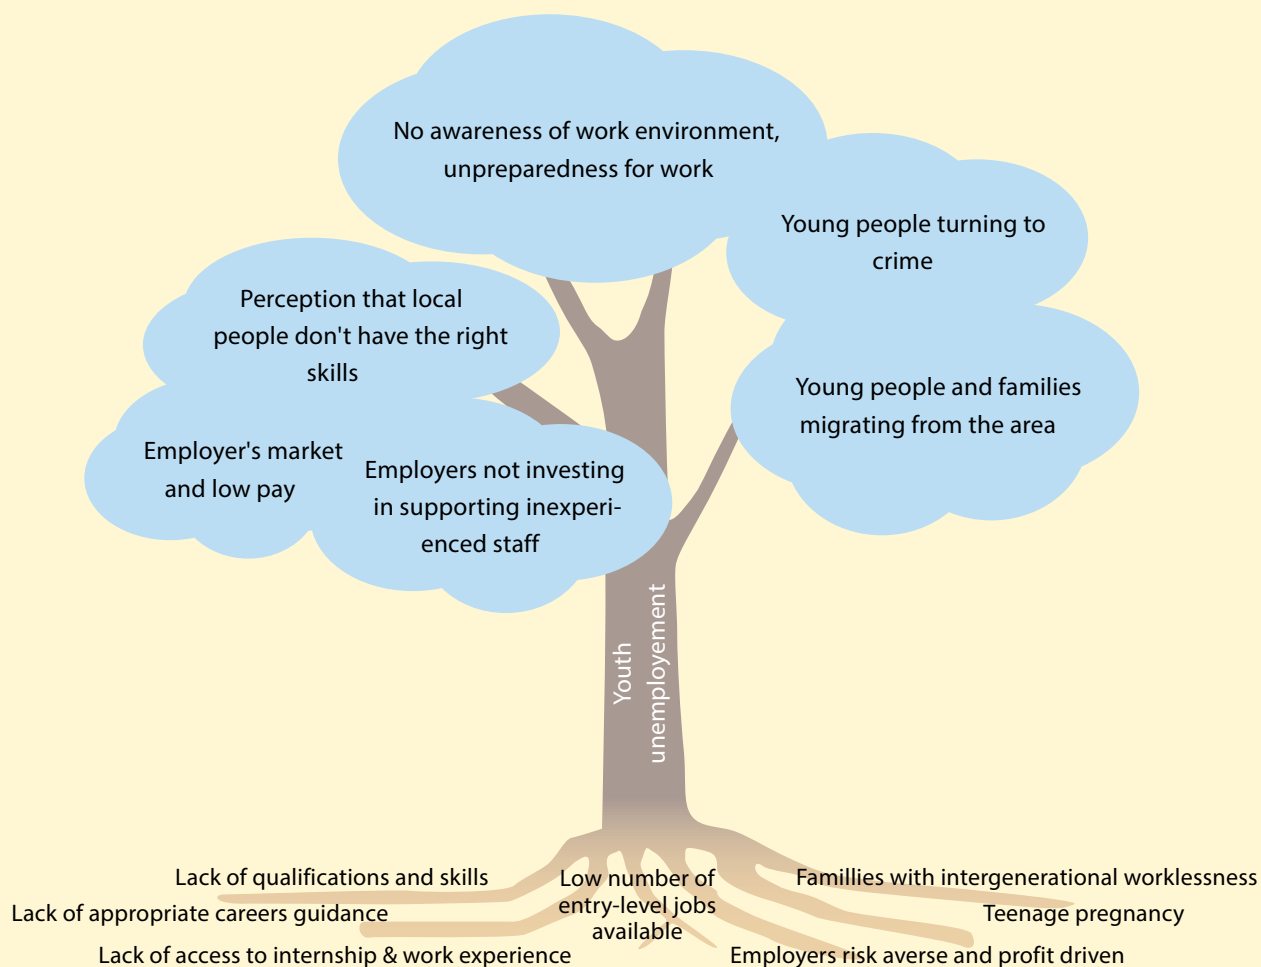 No awareness of work environment,
unpreparedness for work
Young people turning to
crime
Perception that local
people don't have the right
skills
Young people and families
migrating from the area
Employer's market
and low pay
Employers not investing
in supporting inexperi-
enced staff
Youth
unemployement
Lack of qualifications and skills
Low number of
entry-level jobs
available
Famillies with intergenerational worklessness
Lack of appropriate careers guidance
Teenage pregnancy
Lack of access to internship & work experience
Employers risk averse and profit driven